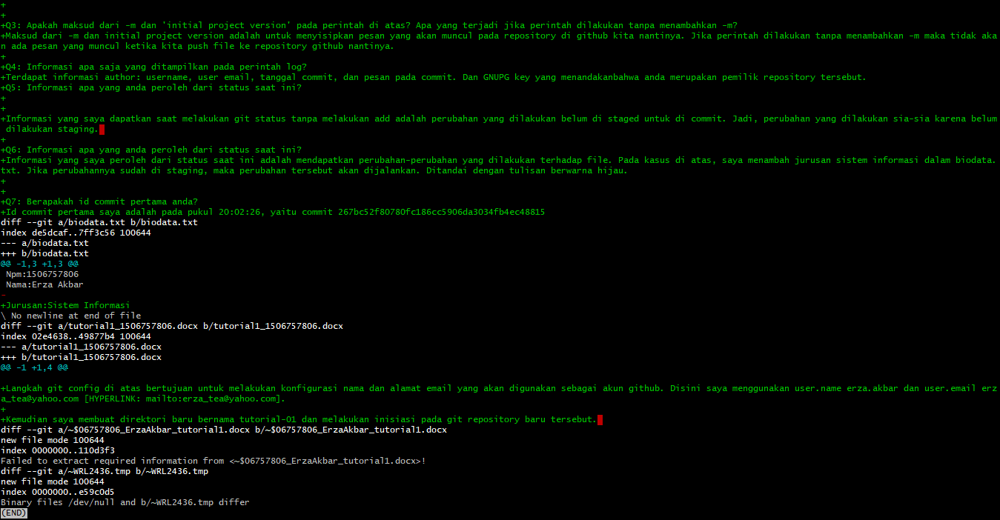 +
+
+Q3: Apakah maksud dari -m dan 'initial project version' pada perintah di atas? Apa yang terjadi jika perintah dilakukan tanpa menambahkan -m?
+Maksud dari -m dan initial project version adalah untuk menyisipkan pesan yang akan muncul pada repository di github kita nantinya. Jika perintah dilakukan tanpa menambahkan -m maka tidak aka
n ada pesan yang muncul ketika kita push file ke repository github nantinya.
+
+Q4: Informasi apa saja yang ditampilkan pada perintah log?
+Terdapat informasi author: username, user email, tanggal commit, dan pesan pada commit. Dan GNUPG key yang menandakanbahwa anda merupakan pemilik repository tersebut.
+Q5: Informasi apa yang anda peroleh dari status saat ini?
+
+
+Informasi yang saya dapatkan saat melakukan git status tanpa melakukan add adalah perubahan yang dilakukan belum di staged untuk di commit. Jadi, perubahan yang dilakukan sia-sia karena belum
 dilakukan staging.
+
+Q6: Informasi apa yang anda peroleh dari status saat ini?
+Informasi yang saya peroleh dari status saat ini adalah mendapatkan perubahan-perubahan yang dilakukan terhadap file. Pada kasus di atas, saya menambah jurusan sistem informasi dalam biodata.
txt. Jika perubahannya sudah di staging, maka perubahan tersebut akan dijalankan. Ditandai dengan tulisan berwarna hijau.
+
+
+Q7: Berapakah id commit pertama anda?
+Id commit pertama saya adalah pada pukul 20:02:26, yaitu commit 267bc52f80780fc186cc5906da3034fb4ec48815
diff --git a/biodata.txt b/biodata.txt
index de5dcaf..7ff3c56 100644
--- a/biodata.txt
+++ b/biodata.txt
@@ -1,3 +1,3 @@
 Npm:1506757806
 Nama:Erza Akbar
-
+Jurusan:Sistem Informasi
\ No newline at end of file
diff --git a/tutorial1_1506757806.docx b/tutorial1_1506757806.docx
index 02e4638..49877b4 100644
--- a/tutorial1_1506757806.docx
+++ b/tutorial1_1506757806.docx
@@ -1 +1,4 @@
+Langkah git config di atas bertujuan untuk melakukan konfigurasi nama dan alamat email yang akan digunakan sebagai akun github. Disini saya menggunakan user.name erza.akbar dan user.email erz
a_tea@yahoo.com [HYPERLINK: mailto:erza_tea@yahoo.com].
+
+Kemudian saya membuat direktori baru bernama tutorial-01 dan melakukan inisiasi pada git repository baru tersebut.
diff --git a/~$06757806_ErzaAkbar_tutorial1.docx b/~$06757806_ErzaAkbar_tutorial1.docx
new file mode 100644
index 0000000..110d3f3
Failed to extract required information from <~$06757806_ErzaAkbar_tutorial1.docx>!
diff --git a/~WRL2436.tmp b/~WRL2436.tmp
new file mode 100644
index 0000000..e59c0d5
Binary files /dev/null and b/~WRL2436.tmp differ
(END)